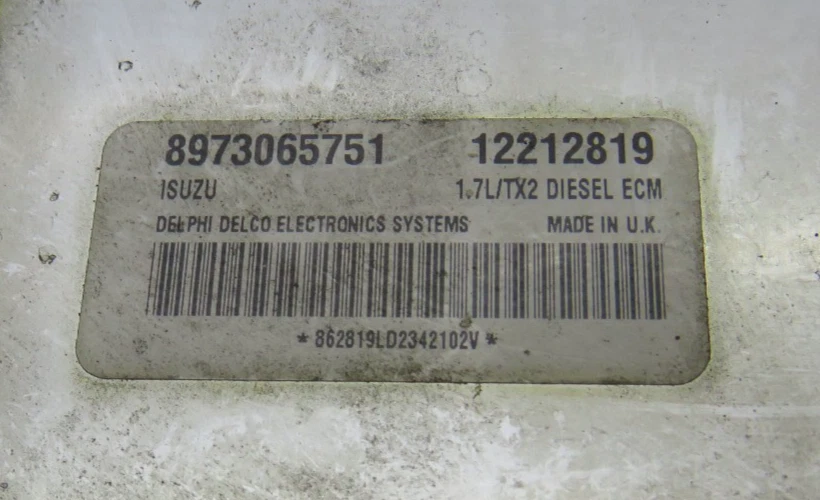 8973065751 12212819
ISUZU 1.7L/TX2 DIESEL ECM
DELPHI DELCO ELECTRONICS SYSTEMS MADE IN U.K.
*862819LD2342102V*